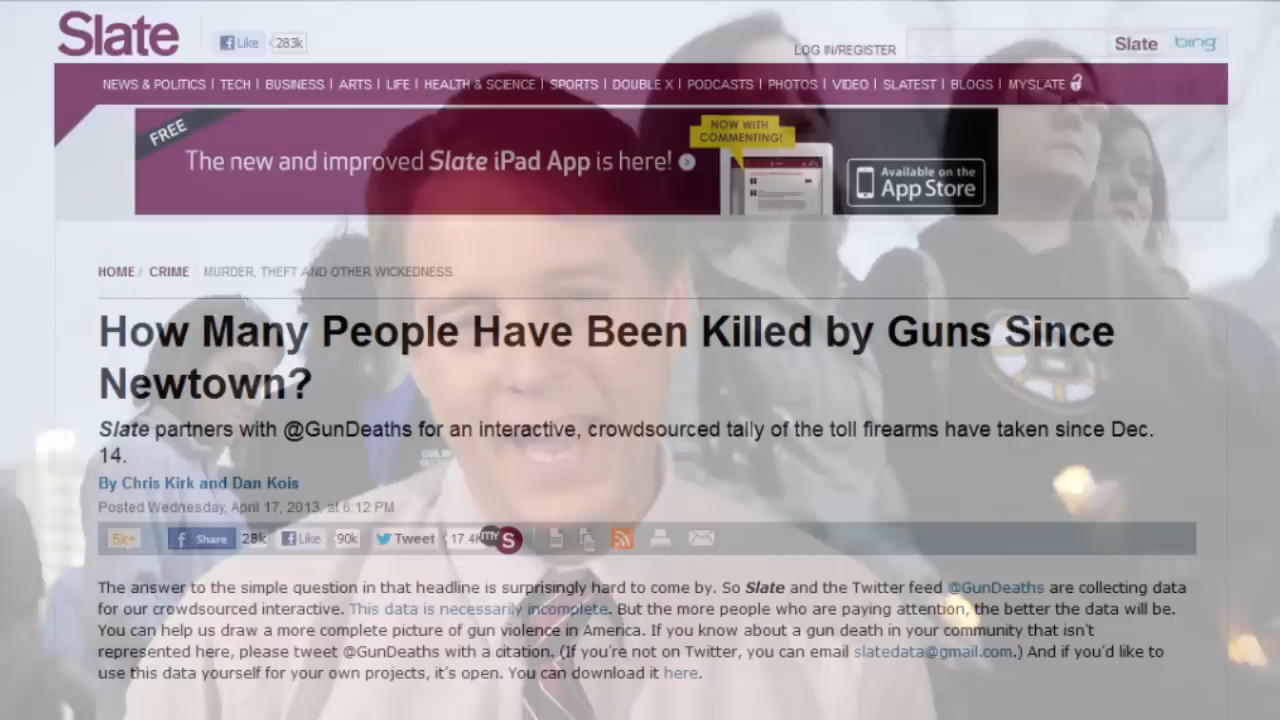 Slate
Like 283k
LOG IN/REGISTER
Slate bing
NEWS & POLITICS | TECH | BUSINESS | ARTS | LIFE | HEALTH & SCIENCE | SPORTS | DOUBLE X | PODCASTS | PHOTOS | VIDEO | SLATEST | BLOGS | MYSLATE
FREE
The new and improved Slate iPad App is here!
NOW WITH
COMMENTING!
Available on the
App Store
HOME / CRIME MURDER, THEFT AND OTHER WICKEDNESS.
How Many People Have Been Killed by Guns Since
Newtown?
Slate partners with @GunDeaths for an interactive, crowdsourced tally of the toll firearms have taken since Dec.
14.
By Chris Kirk and Dan Kois
Posted Wednesday, April 17, 2013, at 6:12 PM
5k+ Share 28k Like 90k Tweet 17.4K my S
The answer to the simple question in that headline is surprisingly hard to come by. So Slate and the Twitter feed @GunDeaths are collecting data
for our crowdsourced interactive. This data is necessarily incomplete. But the more people who are paying attention, the better the data will be.
You can help us draw a more complete picture of gun violence in America. If you know about a gun death in your community that isn't
represented here, please tweet @GunDeaths with a citation. (If you're not on Twitter, you can email slatedata@gmail.com.) And if you'd like to
use this data yourself for your own projects, it's open. You can download it here.